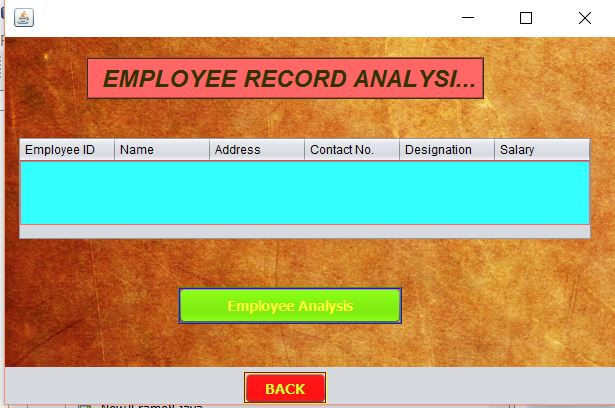 EMPLOYEE RECORD ANALYSI...
Employee ID Name Address Contact No. Designation Salary
Employee Analysis
BACK